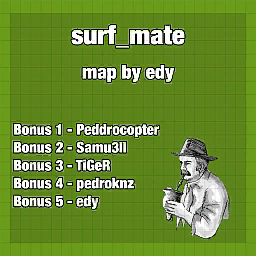 surf_mate
map by edy
Bonus 1 - Peddrocopter
Bonus 2 - Samu3ll
Bonus 3 - TiGeR
Bonus 4 - pedroknz
Bonus 5 - edy